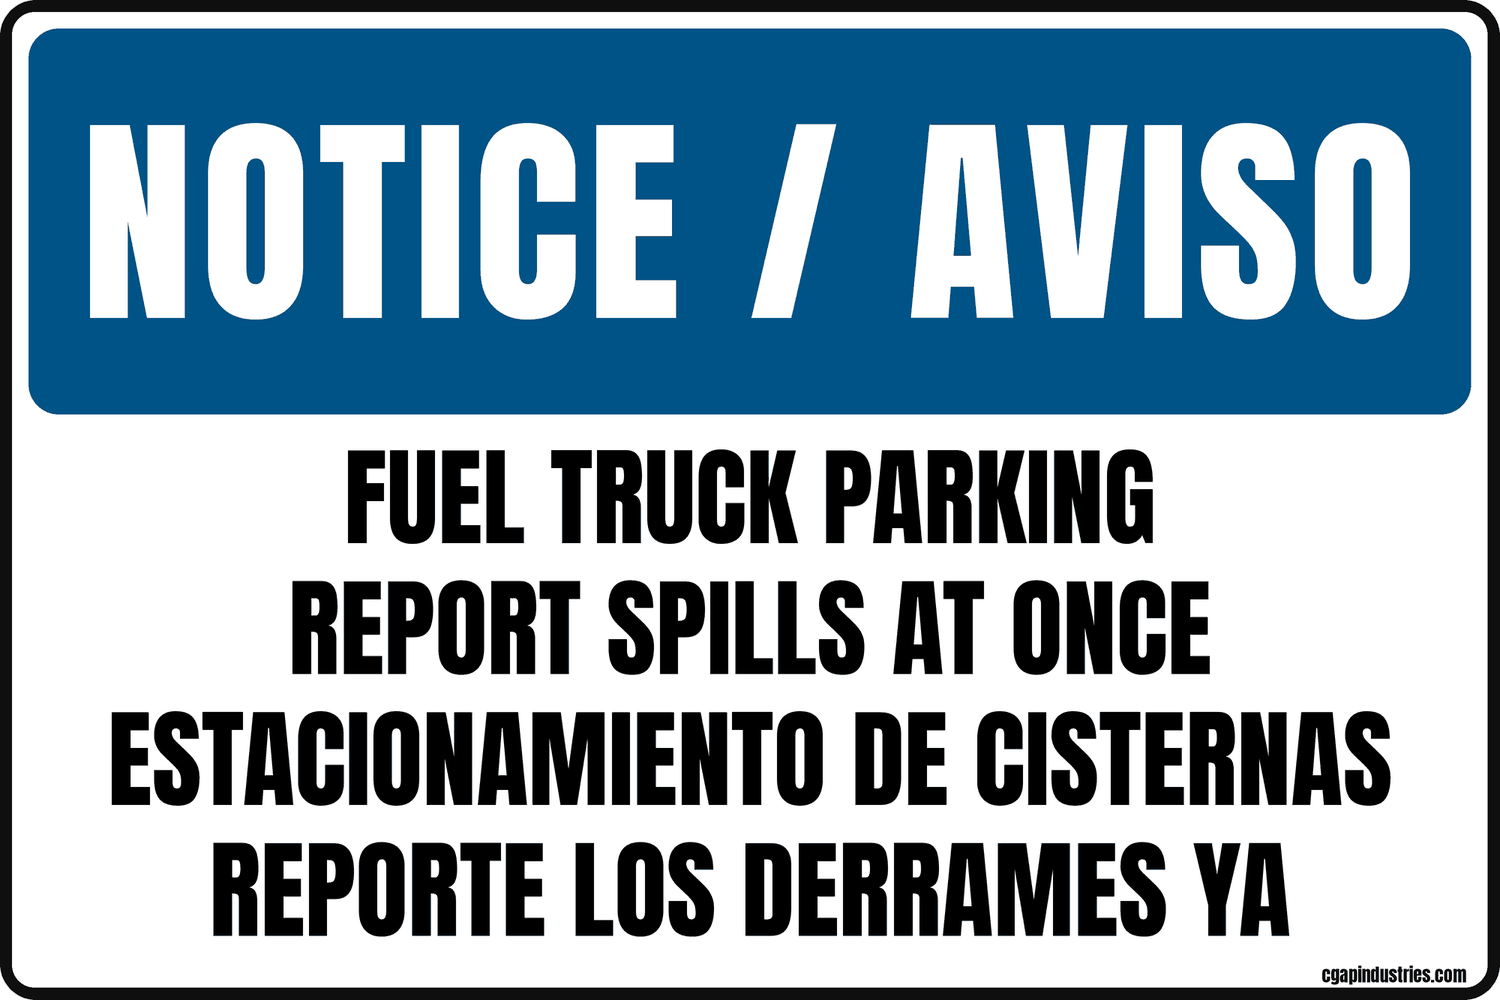 NOTICE / AVISO
FUEL TRUCK PARKING
REPORT SPILLS AT ONCE
ESTACIONAMIENTO DE CISTERNAS
REPORTE LOS DERRAMES YA
cgapindustries.com